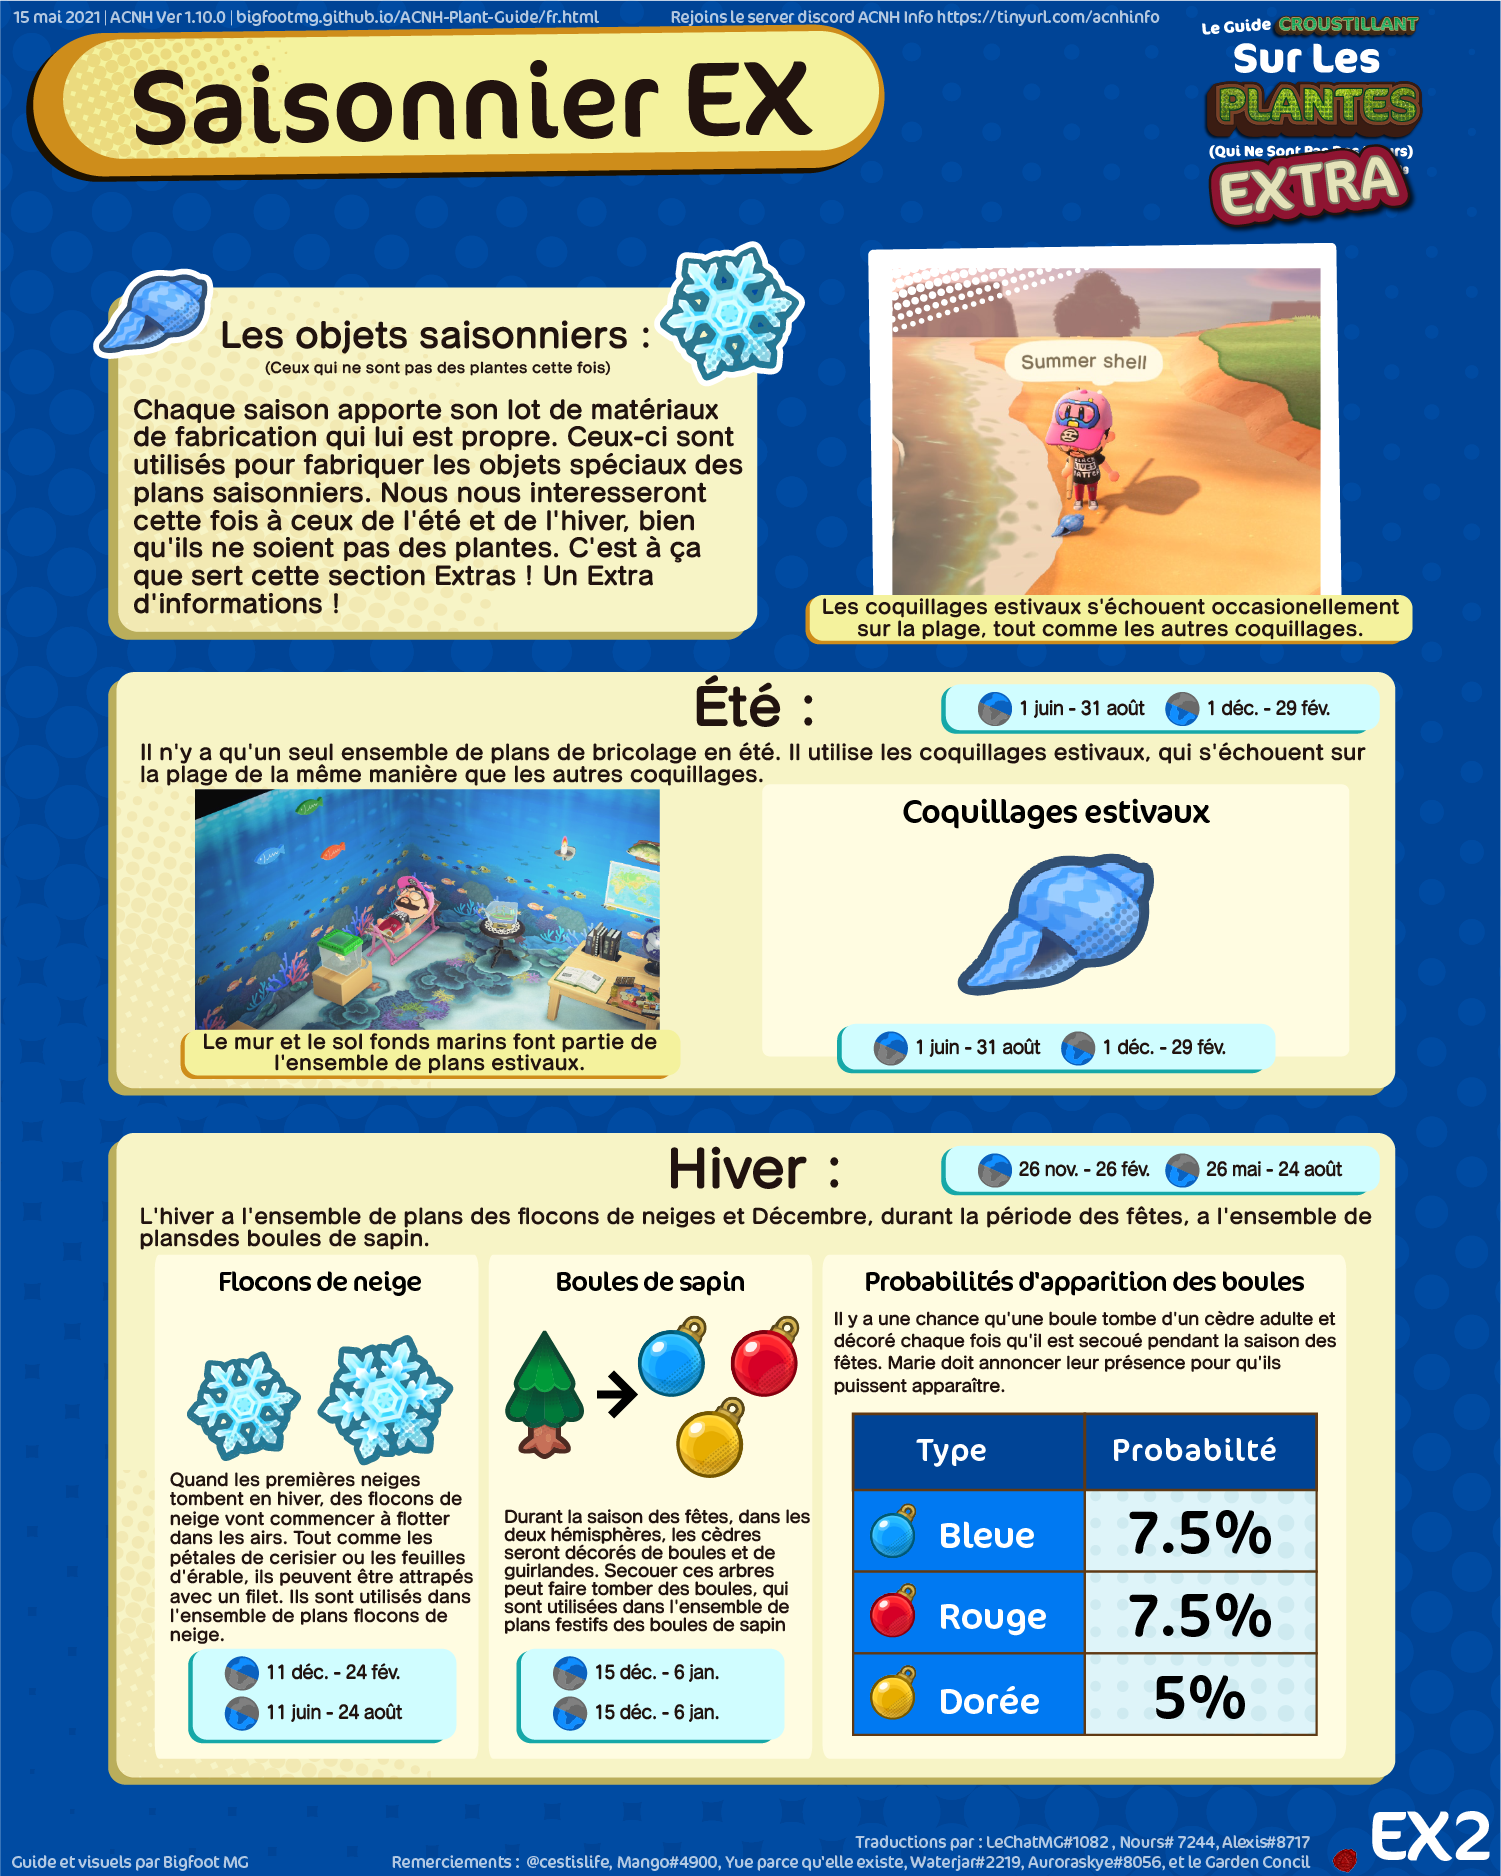 15 mai 2021 | ACNH Ver 1.10.0 | bigfootmg.github.io/ACNH-Plant-Guide/fr.html
Rejoins le server discord ACNH Info https://tinyurl.com/acnhinfo
Le Guide CROUSTILLANT
Sur Les
PLANTES
(Qui Ne Sont Pas
EXTRA
Saisonnier EX
Les objets saisonniers :
(Ceux qui ne sont pas des plantes cette fois)
Chaque saison apporte son lot de matériaux
de fabrication qui lui est propre. Ceux-ci sont
utilisés pour fabriquer les objets spéciaux des
plans saisonniers. Nous nous interesseront
cette fois à ceux de l'été et de l'hiver, bien
qu'ils ne soient pas des plantes. C'est à ça
que sert cette section Extras ! Un Extra
d'informations !
Summer shell
Les coquillages estivaux s'échouent occasionellement
sur la plage, tout comme les autres coquillages.
Été :
1 juin - 31 août 1 déc. - 29 fév.
Il n'y a qu'un seul ensemble de plans de bricolage en été. Il utilise les coquillages estivaux, qui s'échouent sur
la plage de la même manière que les autres coquillages.
Le mur et le sol fonds marins font partie de
l'ensemble de plans estivaux.
Coquillages estivaux
1 juin - 31 août 1 déc. - 29 fév.
Hiver :
26 nov. - 26 fév. 26 mai - 24 août
L'hiver a l'ensemble de plans des flocons de neiges et Décembre, durant la période des fêtes, a l'ensemble de
plansdes boules de sapin.
Flocons de neige
Quand les premières neiges
tombent en hiver, des flocons de
neige vont commencer à flotter
dans les airs. Tout comme les
pétales de cerisier ou les feuilles
d'érable, ils peuvent être attrapés
avec un filet. Ils sont utilisés dans
l'ensemble de plans flocons de
neige.
11 déc. - 24 fév.
11 juin - 24 août
Boules de sapin
Durant la saison des fêtes, dans les
deux hémisphères, les cèdres
seront décorés de boules et de
guirlandes. Secouer ces arbres
peut faire tomber des boules, qui
sont utilisées dans l'ensemble de
plans festifs des boules de sapin
15 déc. - 6 jan.
15 déc. - 6 jan.
Probabilités d'apparition des boules
Il y a une chance qu'une boule tombe d'un cèdre adulte et
décoré chaque fois qu'il est secoué pendant la saison des
fêtes. Marie doit annoncer leur présence pour qu'ils
puissent apparaître.
Type Probabilté
Bleue 7.5%
Rouge 7.5%
Dorée 5%
EX2
Traductions par : LeChatMG#1082 , Nours# 7244, Alexis#8717
Guide et visuels par Bigfoot MG
Remerciements : @cestislife, Mango#4900, Yue parce qu'elle existe, Waterjar#2219, Auroraskye#8056, et le Garden Concil